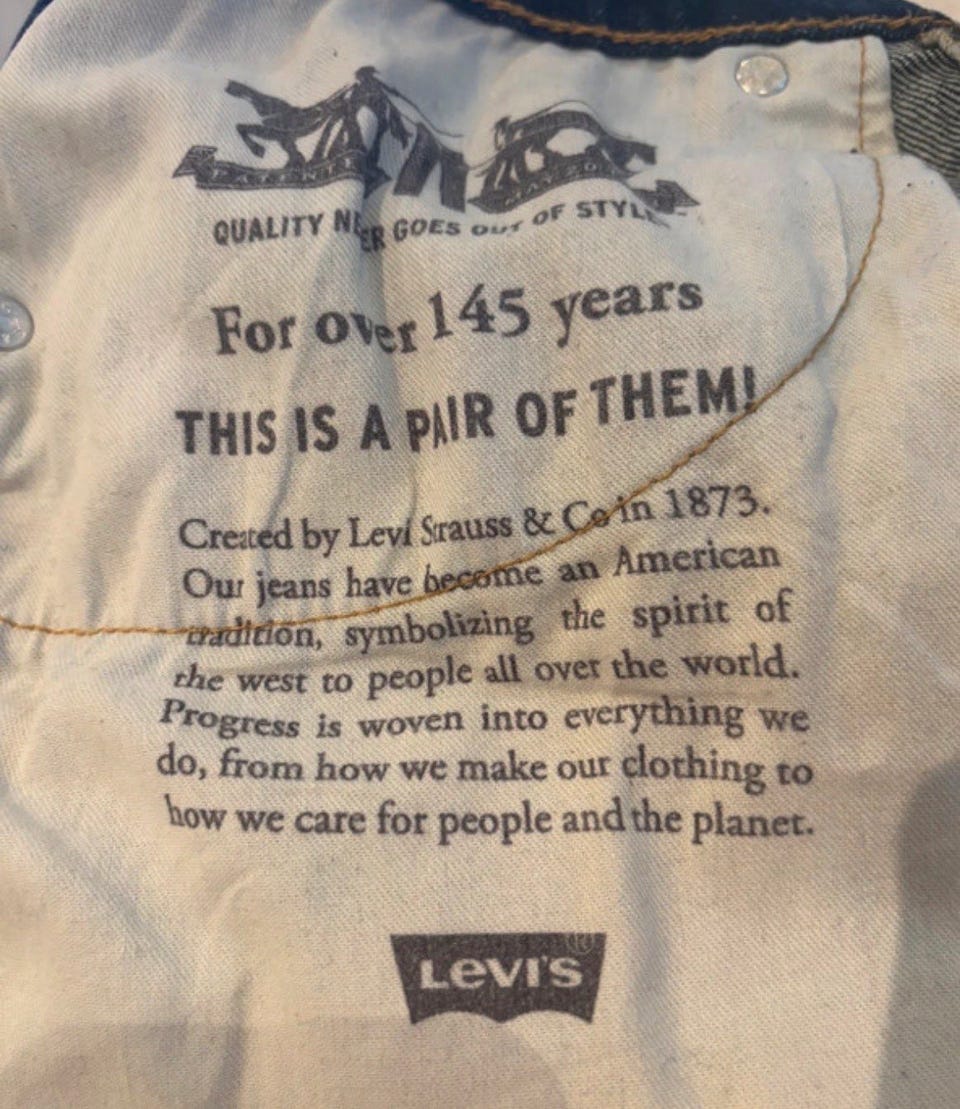 QUALITY NEVER GOES OUT OF STYLE
For over 145 years
THIS IS A PAIR OF THEM!
Created by Levi Strauss & Co in 1873.
Our jeans have become an American
tradition, symbolizing the spirit of
the west to people all over the world.
Progress is woven into everything we
do, from how we make our clothing to
how we care for people and the planet.
LEVI'S